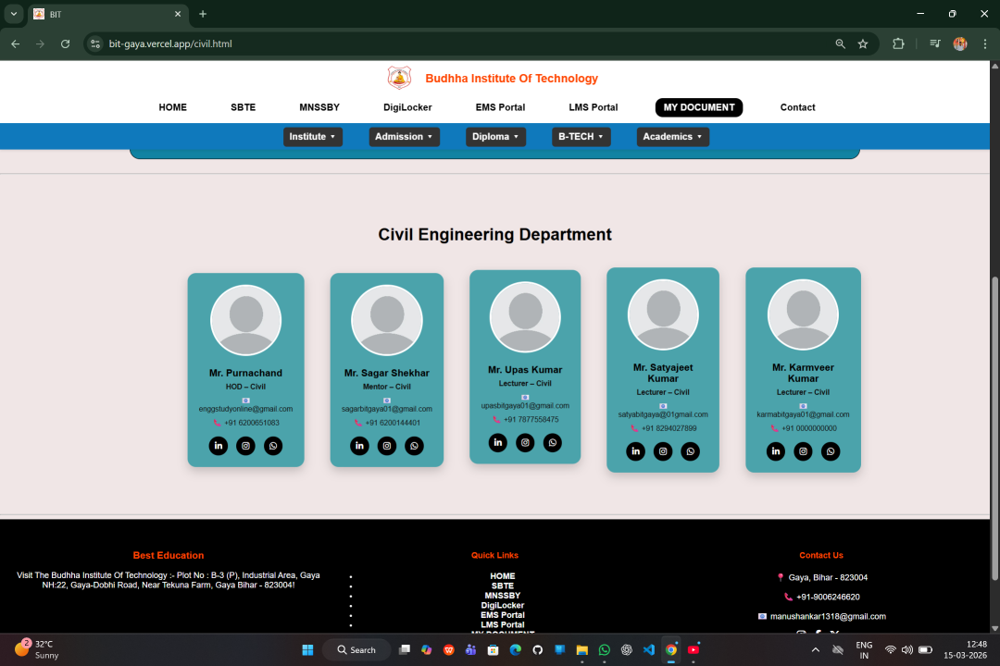 BIT
bit-gaya.vercel.app/civil.html
Budhha Institute Of Technology
HOME SBTE MNSSBY DigiLocker EMS Portal LMS Portal MY DOCUMENT Contact
Institute Admission Diploma B-TECH Academics
Civil Engineering Department
Mr. Purnachand
HOD – Civil
enggstudyonline@gmail.com
+91 6200651083
Mr. Sagar Shekhar
Mentor – Civil
sagarbitgaya01@gmail.com
+91 6200144401
Mr. Upas Kumar
Lecturer – Civil
upasbitgaya01@gmail.com
+91 7877558475
Mr. Satyajeet
Kumar
Lecturer – Civil
satyabitgaya@01gmail.com
+91 8294027899
Mr. Karmveer
Kumar
Lecturer – Civil
karmabitgaya01@gmail.com
+91 0000000000
Best Education
Visit The Budhha Institute Of Technology :- Plot No : B-3 (P), Industrial Area, Gaya
NH:22, Gaya-Dobhi Road, Near Tekuna Farm, Gaya Bihar - 823004!
Quick Links
HOME
SBTE
MNSSBY
DigiLocker
EMS Portal
LMS Portal
MY DOCUMENT
Contact Us
Gaya, Bihar - 823004
+91-9006246620
manushankar1318@gmail.com
2
32°C
Sunny
Search
ENG
IN
12:48
15-03-2026